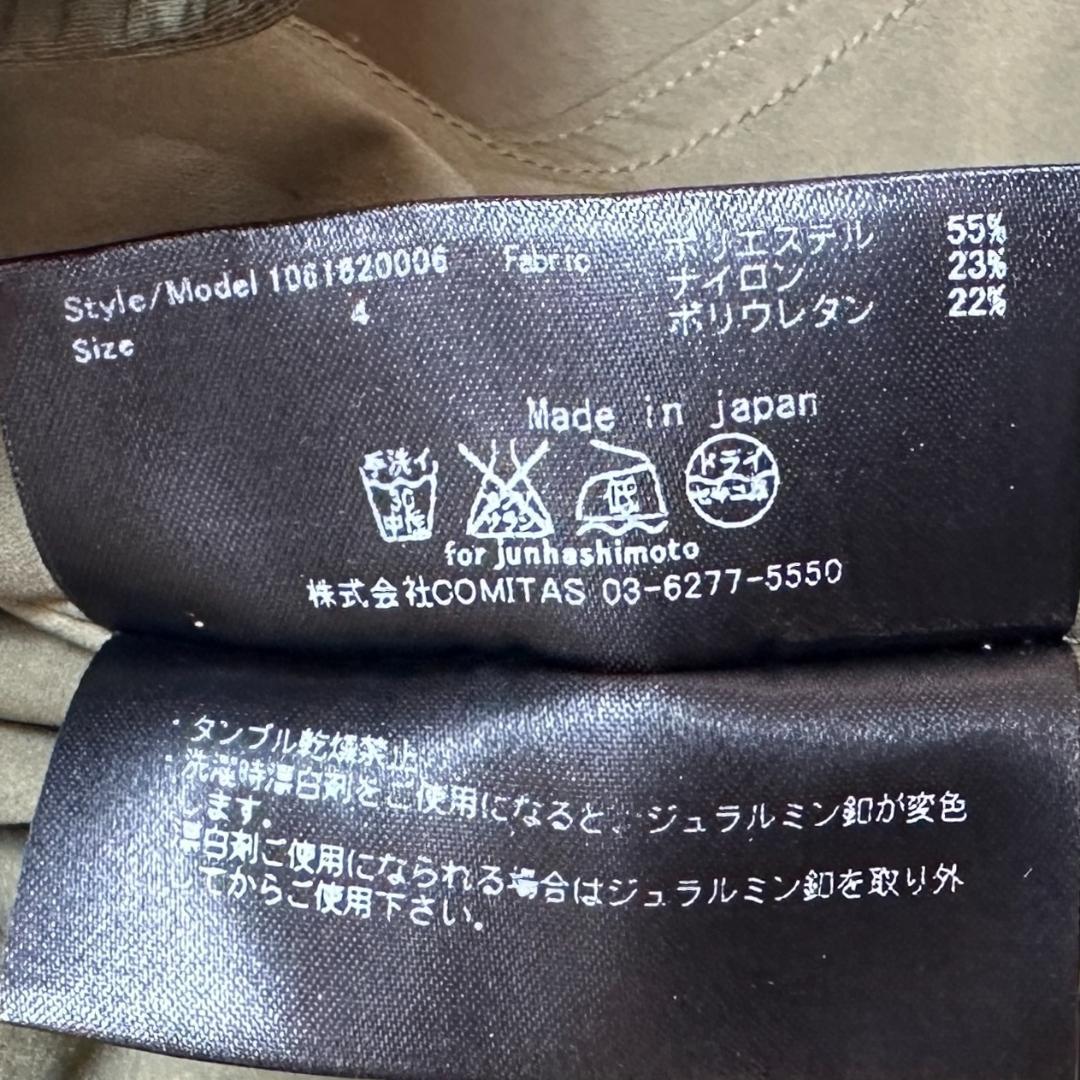 Style/Model 1061620006 Fabric ポリエステル 55%
ナイロン 23%
Size 4 ポリウレタン 22%
Made in japan
手洗イ
30
中性
低
ドライ
セキユ系
for junhashimoto
株式会社COMITAS 03-6277-5550
・タンブル乾燥禁止
・洗濯時漂白剤をご使用になると、ジュラルミン釦が変色
します。
漂白剤ご使用になられる場合はジュラルミン釦を取り外
してからご使用下さい。